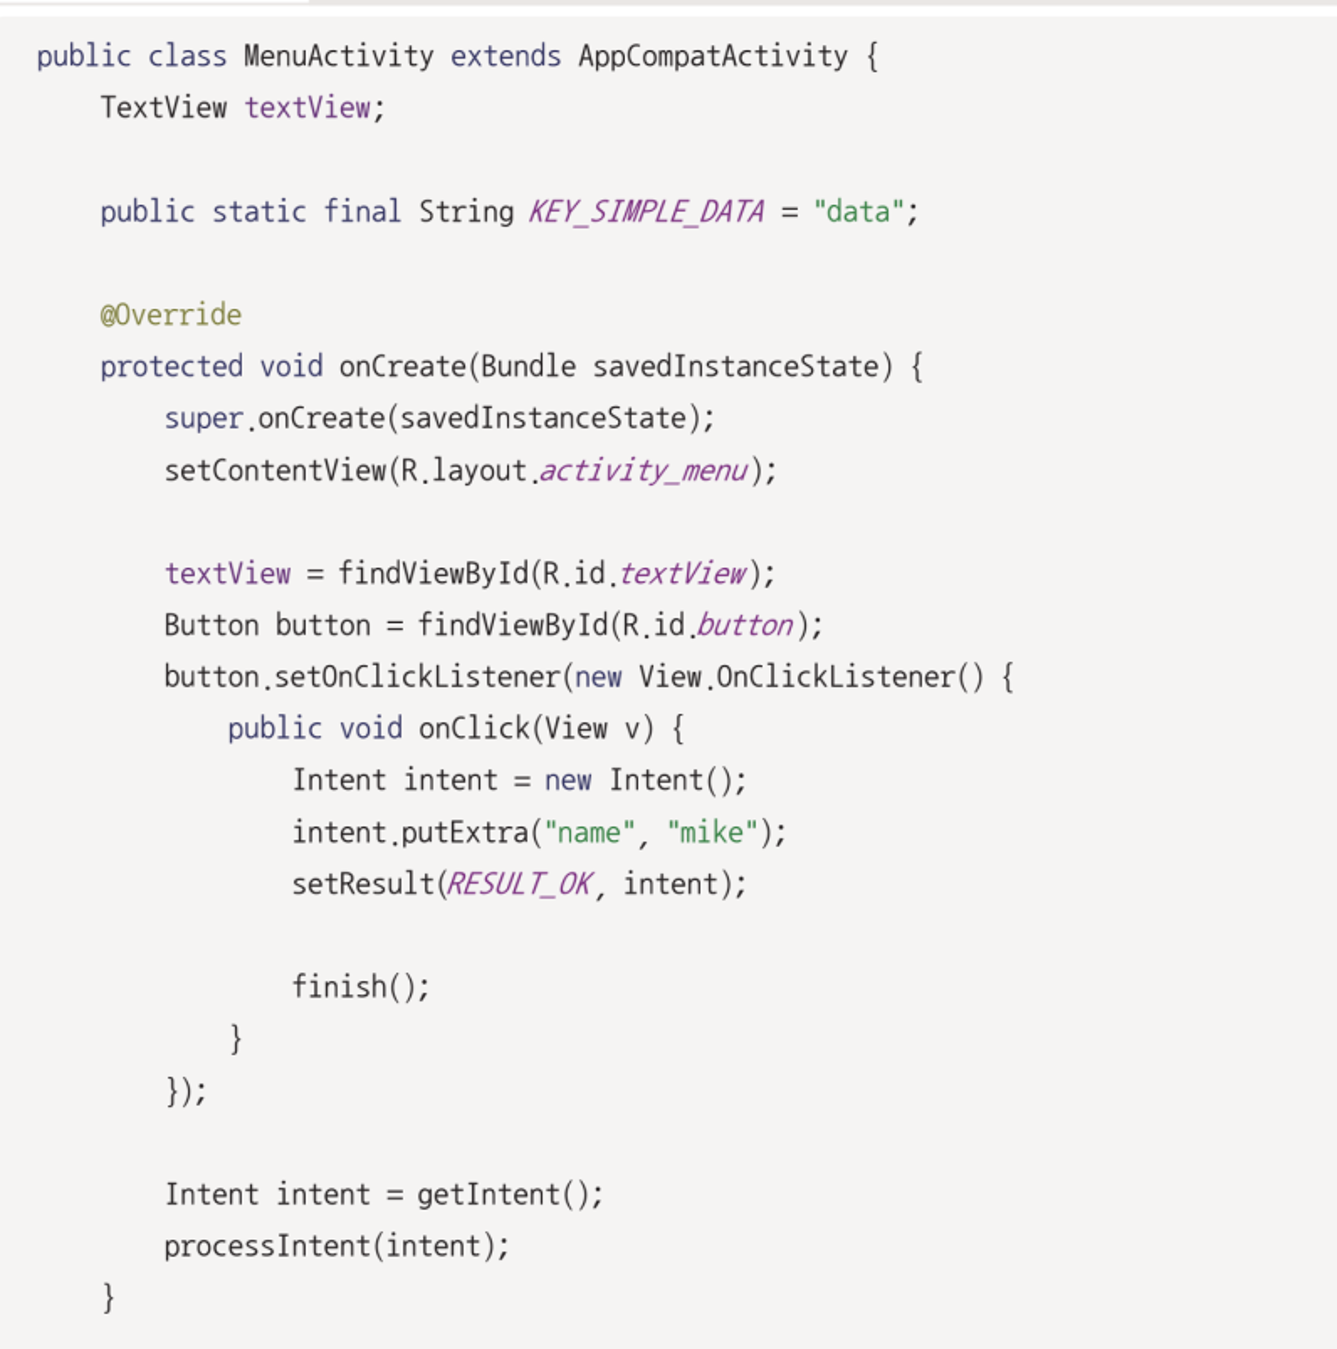 public class MenuActivity extends AppCompatActivity {
    TextView textView;

    public static final String KEY_SIMPLE_DATA = "data";

    @Override
    protected void onCreate(Bundle savedInstanceState) {
        super.onCreate(savedInstanceState);
        setContentView(R.layout.activity_menu);

        textView = findViewById(R.id.textView);
        Button button = findViewById(R.id.button);
        button.setOnClickListener(new View.OnClickListener() {
            public void onClick(View v) {
                Intent intent = new Intent();
                intent.putExtra("name", "mike");
                setResult(RESULT_OK, intent);

                finish();
            }
        });

        Intent intent = getIntent();
        processIntent(intent);
    }